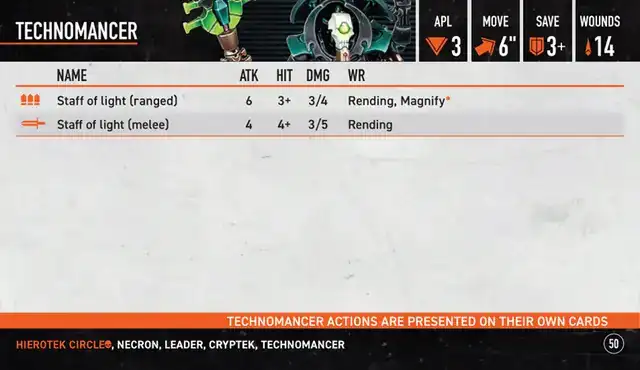 TECHNOMANCER
APL MOVE SAVE WOUNDS
3 6" 3+ 14
NAME ATK HIT DMG WR
Staff of light (ranged) 6 3+ 3/4 Rending, Magnify*
Staff of light (melee) 4 4+ 3/5 Rending
TECHNOMANCER ACTIONS ARE PRESENTED ON THEIR OWN CARDS
HIEROTEK CIRCLE, NECRON, LEADER, CRYPTEK, TECHNOMANCER 50